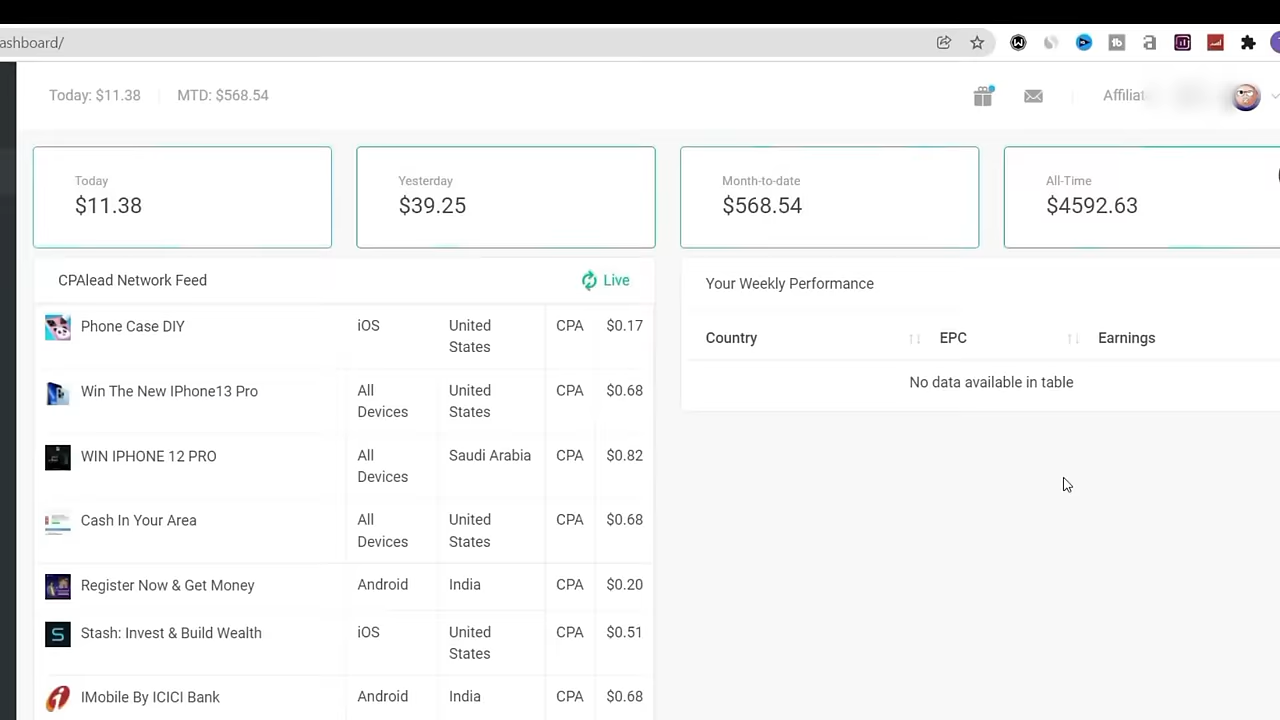 ashboard/
Today: $11.38 MTD: $568.54 Affiliat
Today Yesterday Month-to-date All-Time
$11.38 $39.25 $568.54 $4592.63
CPAlead Network Feed Live
Your Weekly Performance
Country EPC Earnings
No data available in table
Phone Case DIY iOS United States CPA $0.17
Win The New IPhone13 Pro All Devices United States CPA $0.68
WIN IPHONE 12 PRO All Devices Saudi Arabia CPA $0.82
Cash In Your Area All Devices United States CPA $0.68
Register Now & Get Money Android India CPA $0.20
Stash: Invest & Build Wealth iOS United States CPA $0.51
IMobile By ICICI Bank Android India CPA $0.68